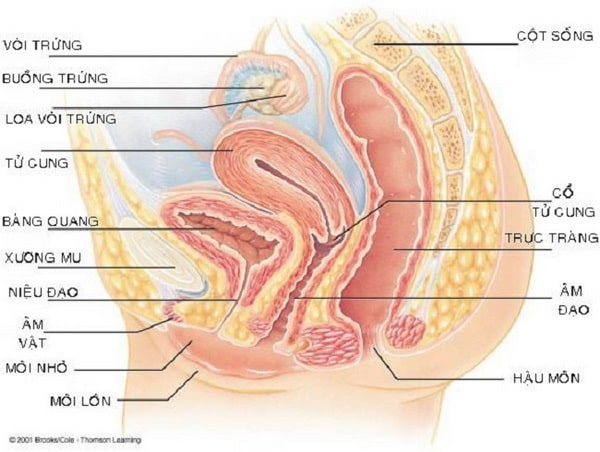 VÒI TRỨNG
BUỒNG TRỨNG
LOA VÒI TRỨNG
TỬ CUNG
BÀNG QUANG
XƯƠNG MU
NIỆU ĐẠO
ÂM
VẬT
MÔI NHỎ
MÔI LỚN
CỘT SỐNG
CỔ
TỬ CUNG
TRỰC TRÀNG
ÂM
ĐẠO
HẬU MÔN
© 2001 Brooks/Cole - Thomson Learning